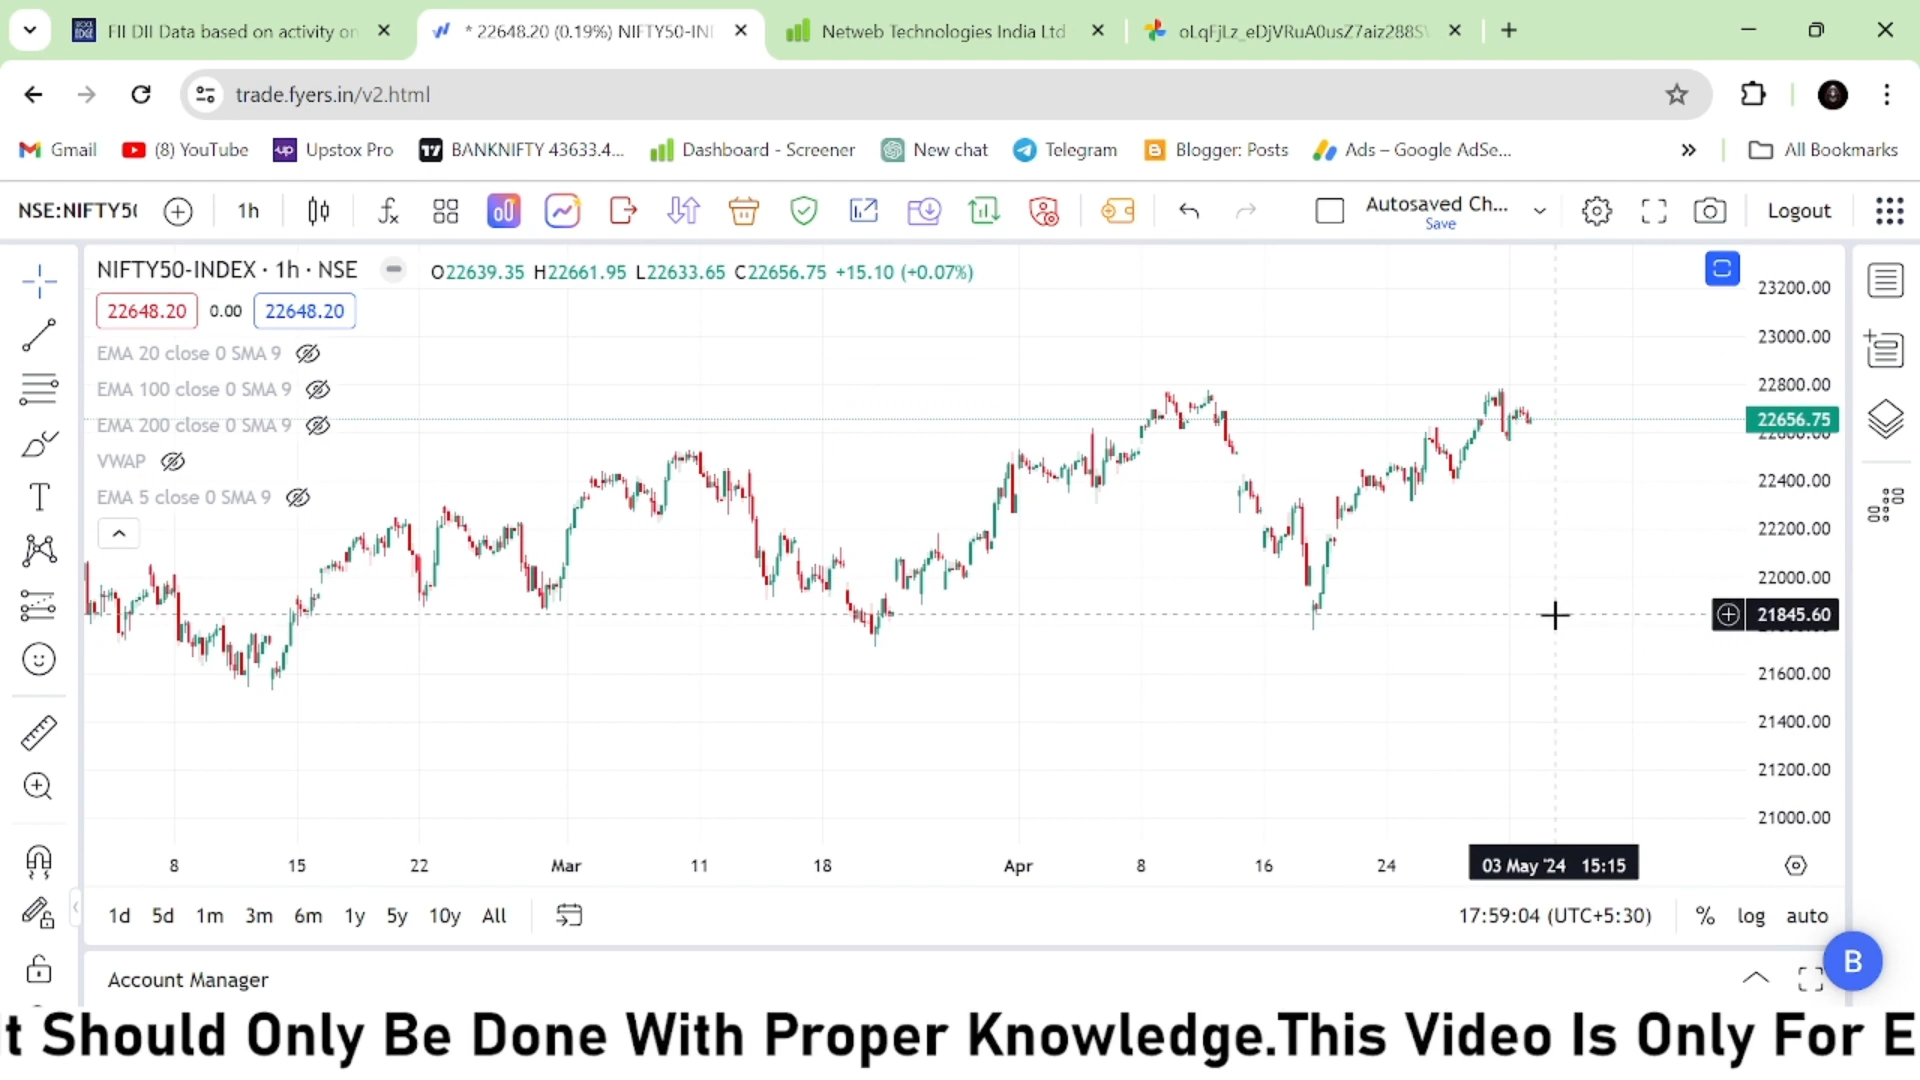 FII DII Data based on activity on
* 22648.20 (0.19%) NIFTY50-INI
Netweb Technologies India Ltd
trade.fyers.in/v2.html
Gmail
(8) YouTube
up Upstox Pro
17 BANKNIFTY 43633.4...
Dashboard - Screener
New chat
Telegram
Blogger: Posts
Ads – Google AdSe...
All Bookmarks
NSE:NIFTY50
1h
Autosaved Ch...
Save
Logout
NIFTY50-INDEX · 1h · NSE
O22639.35 H22661.95 L22633.65 C22656.75 +15.10 (+0.07%)
22648.20 0.00 22648.20
EMA 20 close 0 SMA 9
EMA 100 close 0 SMA 9
EMA 200 close 0 SMA 9
VWAP
EMA 5 close 0 SMA 9
23200.00
23000.00
22800.00
22656.75
22600.00
22400.00
22200.00
22000.00
21845.60
21600.00
21400.00
21200.00
21000.00
8 15 22 Mar 11 18 Apr 8 16 24 03 May '24 15:15
1d 5d 1m 3m 6m 1y 5y 10y All
17:59:04 (UTC+5:30) % log auto
Account Manager
B
It Should Only Be Done With Proper Knowledge.This Video Is Only For E